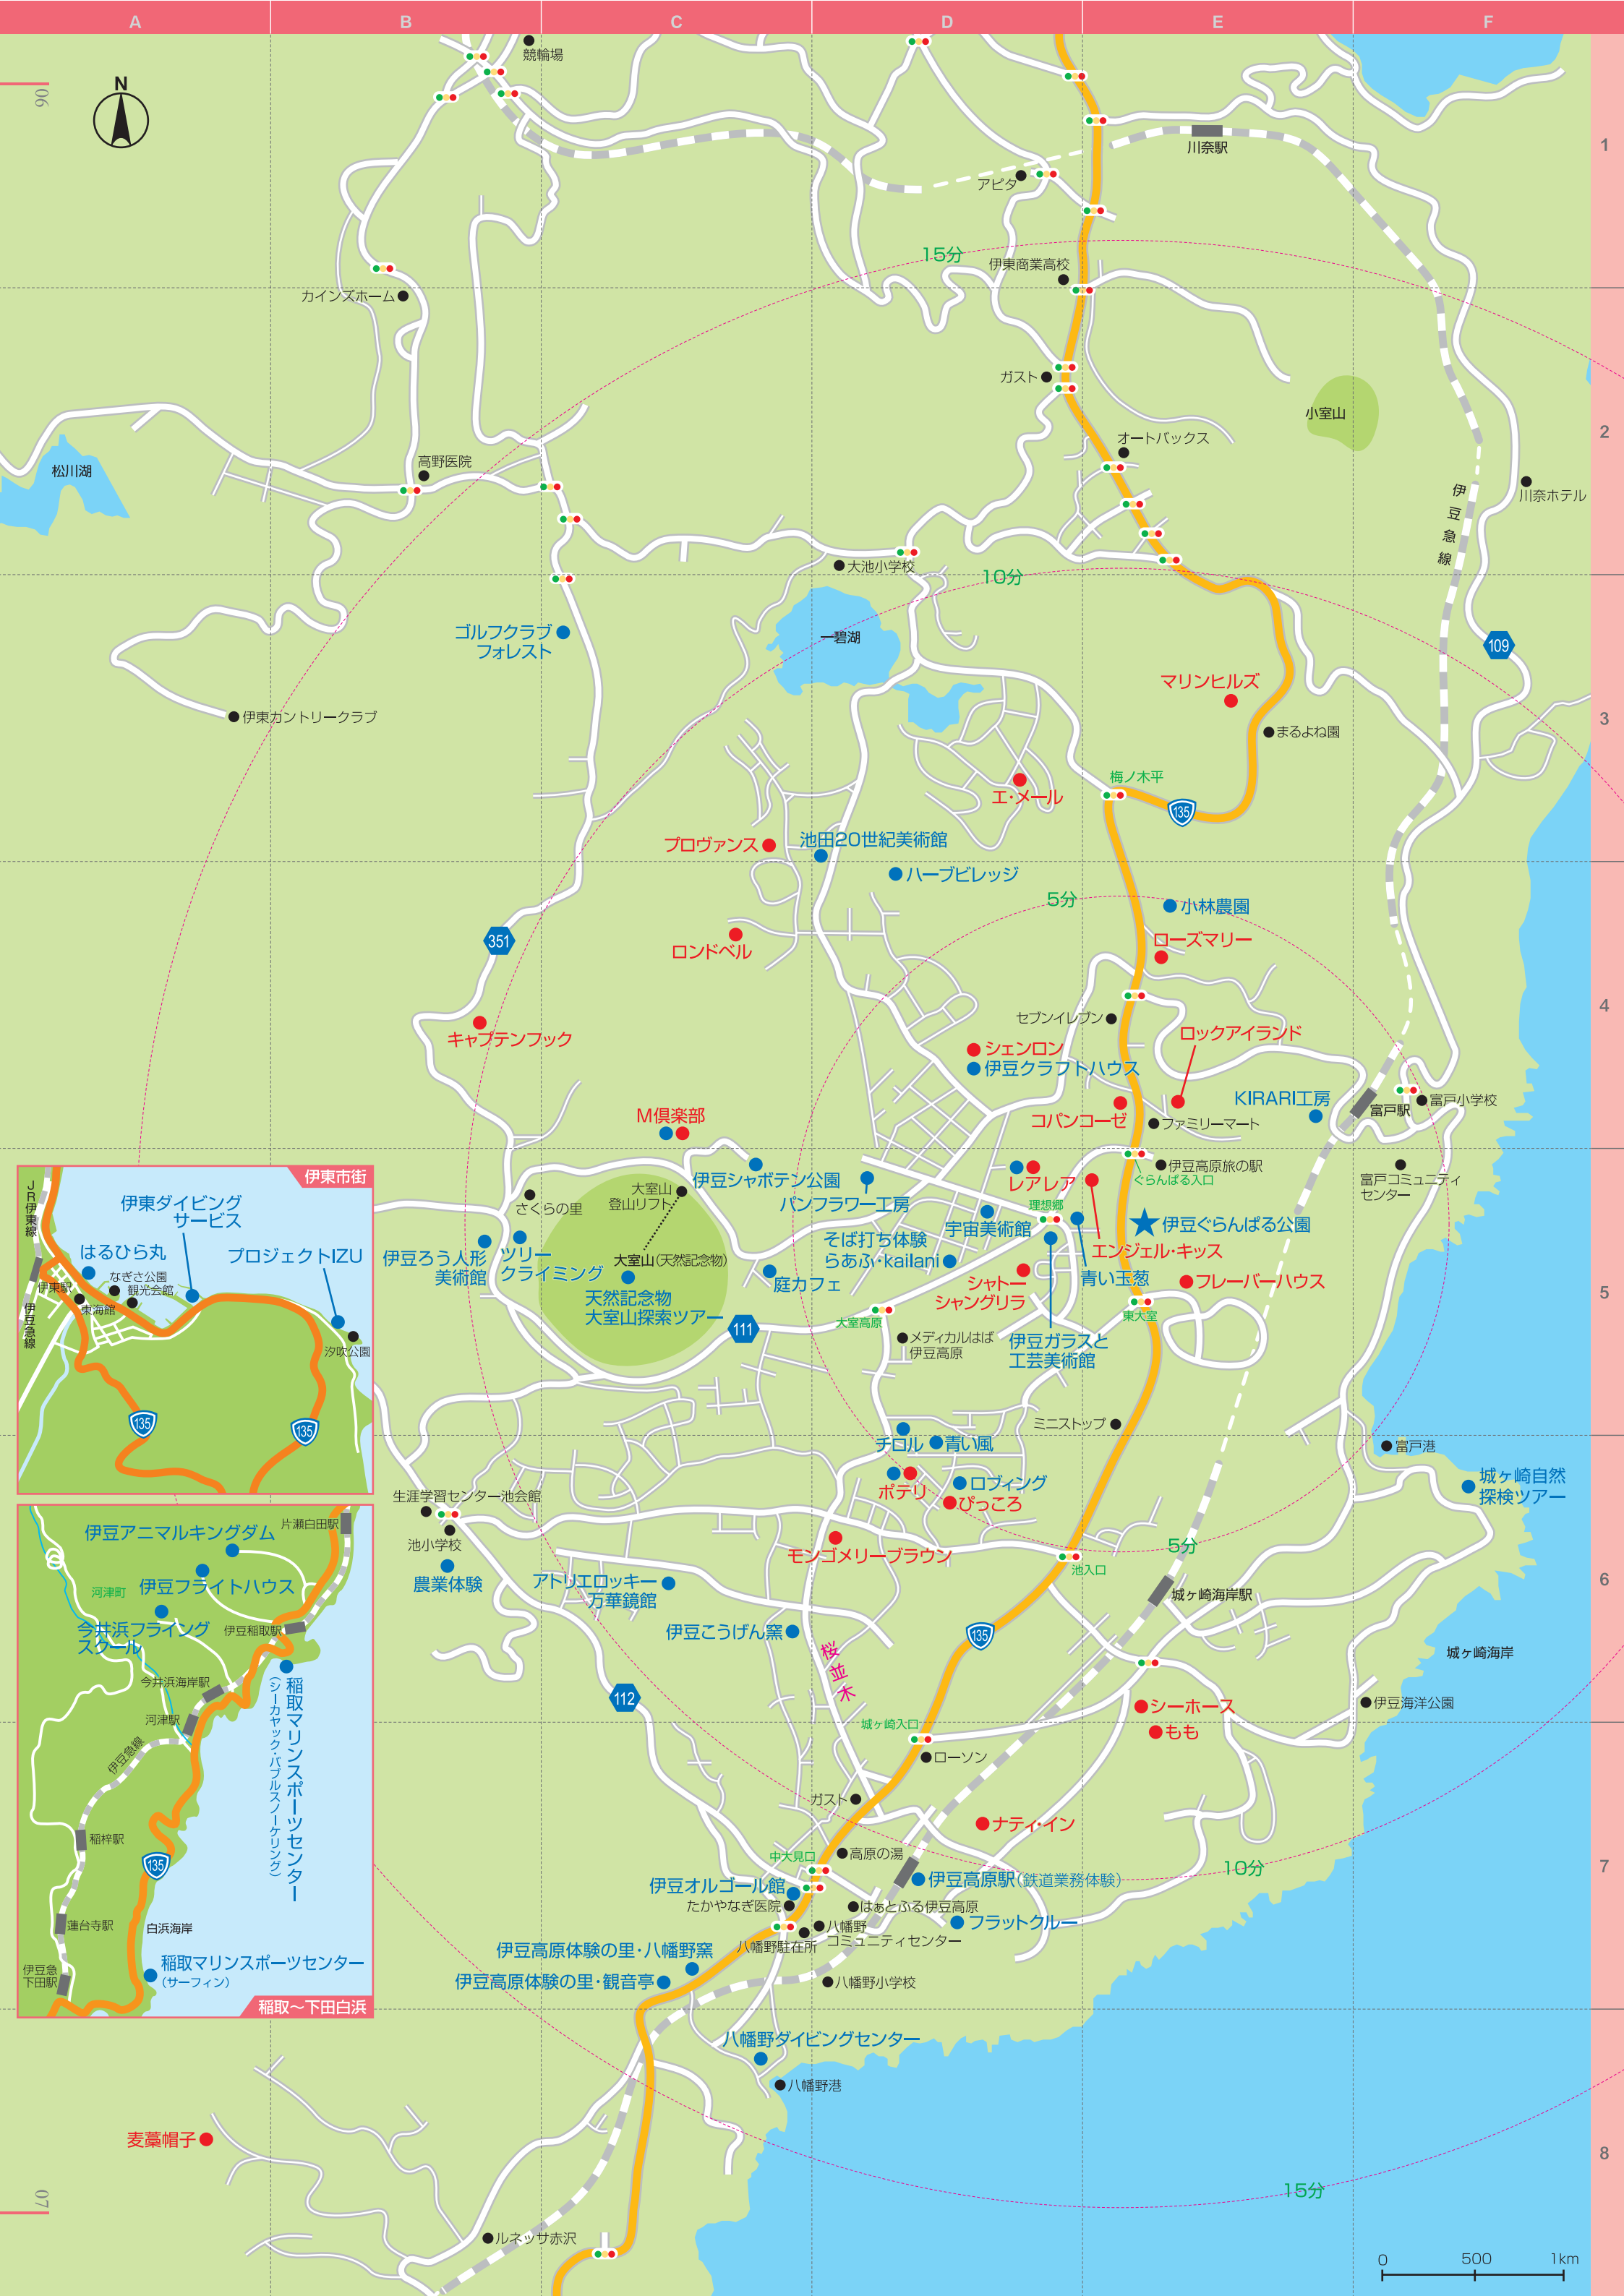 A
B
C
D
E
F
06
N
競輪場
1
川奈駅
アピタ
15分
伊東商業高校
カインズホーム
ガスト
小室山
2
オートバックス
高野医院
松川湖
川奈ホテル
伊豆急線
大池小学校
10分
ゴルフクラブ
フォレスト
一碧湖
109
マリンヒルズ
伊東カントリークラブ
まるよね園
3
梅ノ木平
エ・メール
135
プロヴァンス
池田20世紀美術館
ハーブビレッジ
5分
小林農園
351
ロンドベル
ローズマリー
4
セブンイレブン
キャプテンフック
ロックアイランド
シェンロン
伊豆クラフトハウス
KIRARI工房
富戸小学校
富戸駅
M倶楽部
コパンコーゼ
ファミリーマート
伊豆高原旅の駅
ぐらんぱる入口
富戸コミュニティ
センター
伊豆シャボテン公園
レアレア
大室山
登山リフト
パンフラワー工房
さくらの里
理想郷
宇宙美術館
伊豆ぐらんぱる公園
伊豆ろう人形
美術館
ツリー
クライミング
大室山(天然記念物)
そば打ち体験
らあふ・kailani
エンジェル・キッス
天然記念物
大室山探索ツアー
庭カフェ
シャトー
シャングリラ
青い玉葱
フレーバーハウス
5
111
大室高原
東大室
メディカルはば
伊豆高原
伊豆ガラスと
工芸美術館
ミニストップ
チロル
青い風
富戸港
ポテリ
ロブィング
ぴっころ
城ヶ崎自然
探検ツアー
生涯学習センター池会館
池小学校
モンゴメリーブラウン
5分
池入口
農業体験
アトリエロッキー
万華鏡館
城ヶ崎海岸駅
6
伊豆こうげん窯
135
桜並木
城ヶ崎海岸
112
シーホース
伊豆海洋公園
城ヶ崎入口
もも
ローソン
ガスト
ナティ・イン
中大見口
高原の湯
10分
7
伊豆オルゴール館
伊豆高原駅(鉄道業務体験)
たかやなぎ医院
はぁとふる伊豆高原
フラットクルー
八幡野
コミュニティセンター
八幡野駐在所
伊豆高原体験の里・八幡野窯
伊豆高原体験の里・観音亭
八幡野小学校
八幡野ダイビングセンター
八幡野港
麦藁帽子
8
07
15分
ルネッサ赤沢
0
500
1km
伊東市街
JR伊東線
伊東ダイビング
サービス
はるひら丸
プロジェクトIZU
なぎさ公園
観光会館
伊東駅
東海館
伊豆急線
汐吹公園
135
135
片瀬白田駅
伊豆アニマルキングダム
河津町
伊豆フライトハウス
今井浜フライング
スクール
伊豆稲取駅
今井浜海岸駅
稲取マリンスポーツセンター
(シーカヤック・バブルスノーケリング)
河津駅
伊豆急線
稲梓駅
135
蓮台寺駅
白浜海岸
伊豆急
下田駅
稲取マリンスポーツセンター
(サーフィン)
稲取～下田白浜